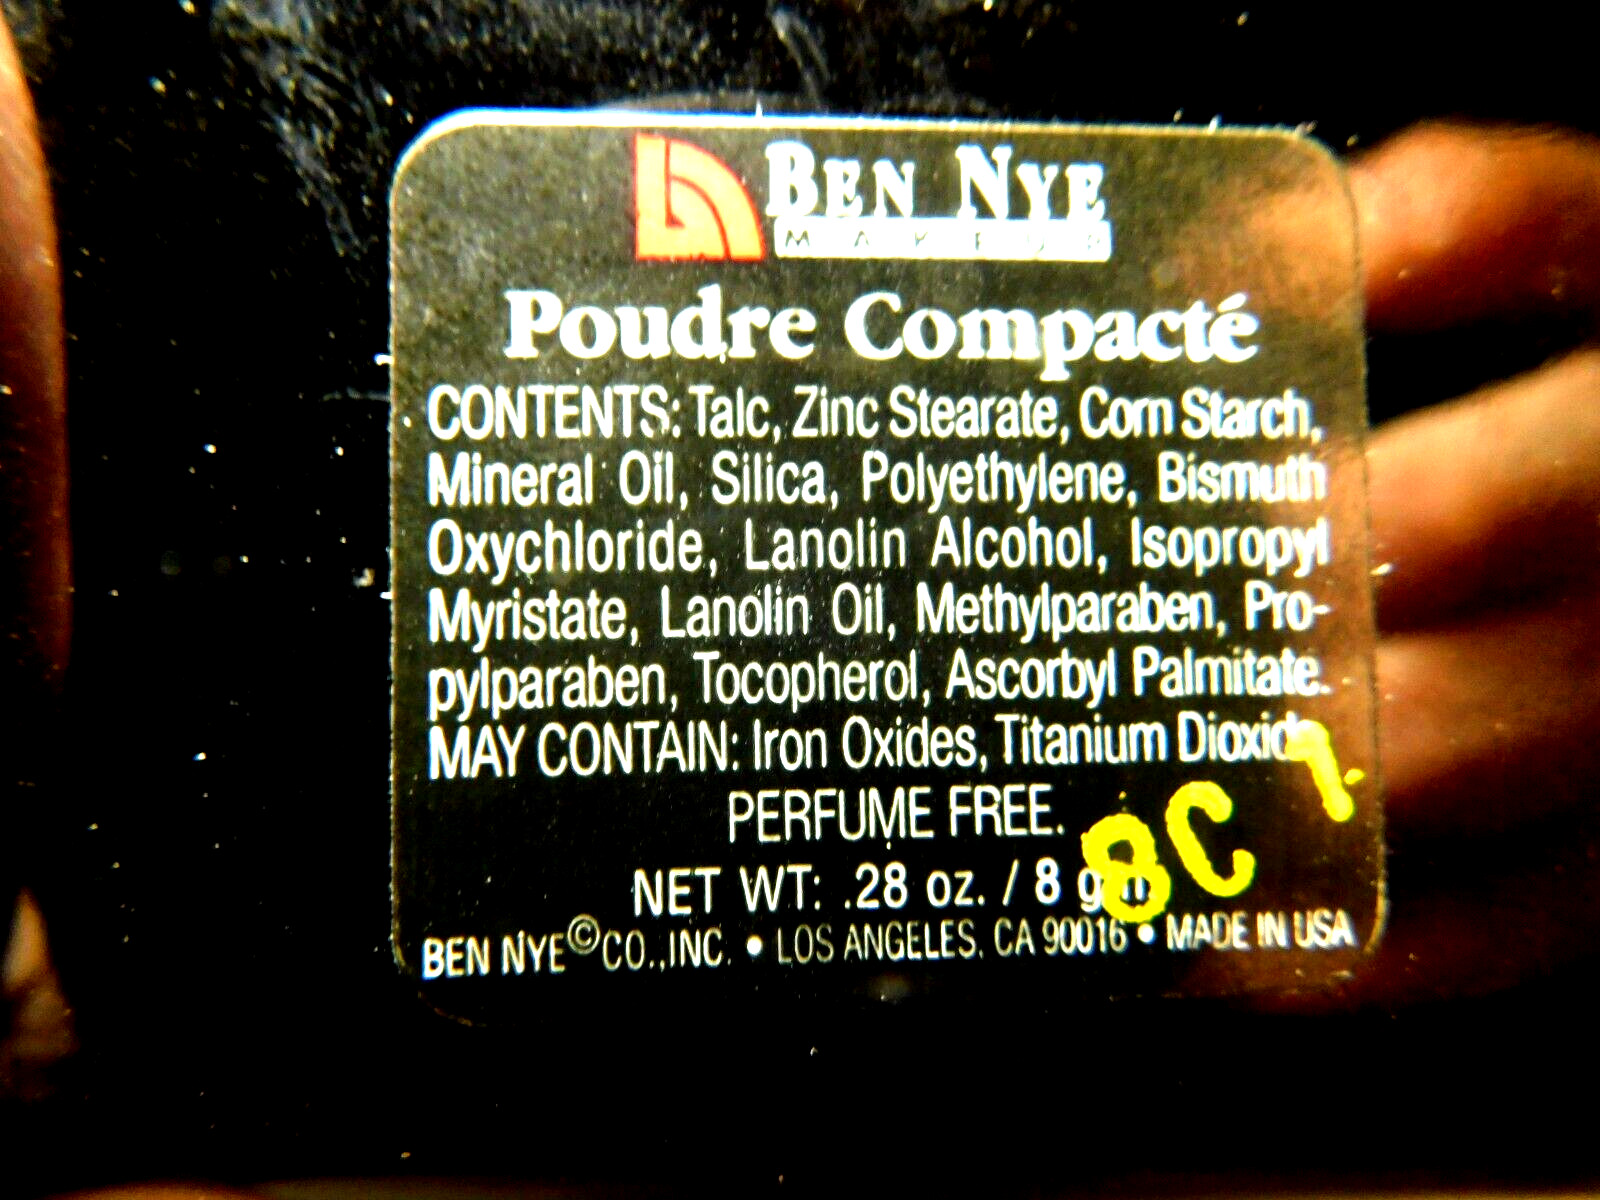 BEN NYE
MAKEUP
Poudre Compacté
CONTENTS: Talc, Zinc Stearate, Corn Starch,
Mineral Oil, Silica, Polyethylene, Bismuth
Oxychloride, Lanolin Alcohol, Isopropyl
Myristate, Lanolin Oil, Methylparaben, Pro-
pylparaben, Tocopherol, Ascorbyl Palmitate.
MAY CONTAIN: Iron Oxides, Titanium Dioxide
PERFUME FREE.
NET WT: .28 oz. / 8 gm
8C
BEN NYE© CO., INC. • LOS ANGELES, CA 90016 • MADE IN USA